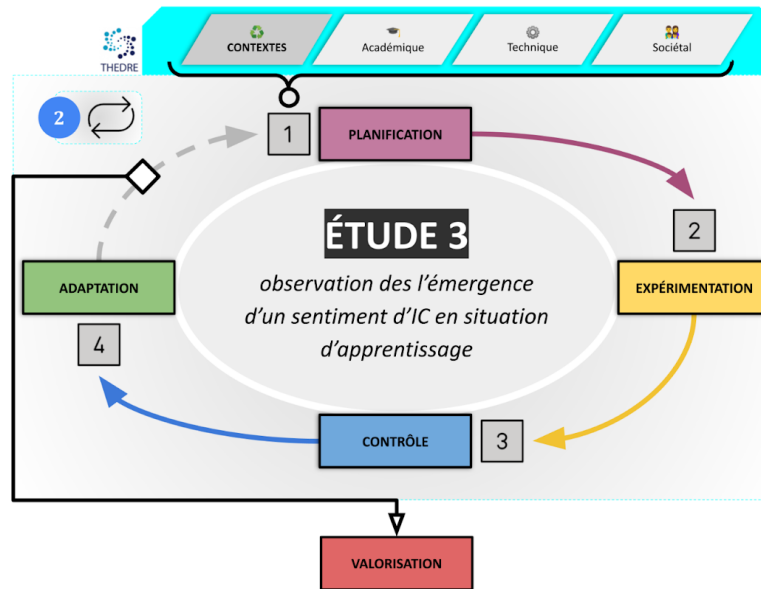 THEDRE
CONTEXTES
Académique
Technique
Sociétal
2
1
PLANIFICATION
2
ÉTUDE 3
observation des l'émergence
d'un sentiment d'IC en situation
d'apprentissage
ADAPTATION
EXPÉRIMENTATION
4
CONTRÔLE
3
VALORISATION